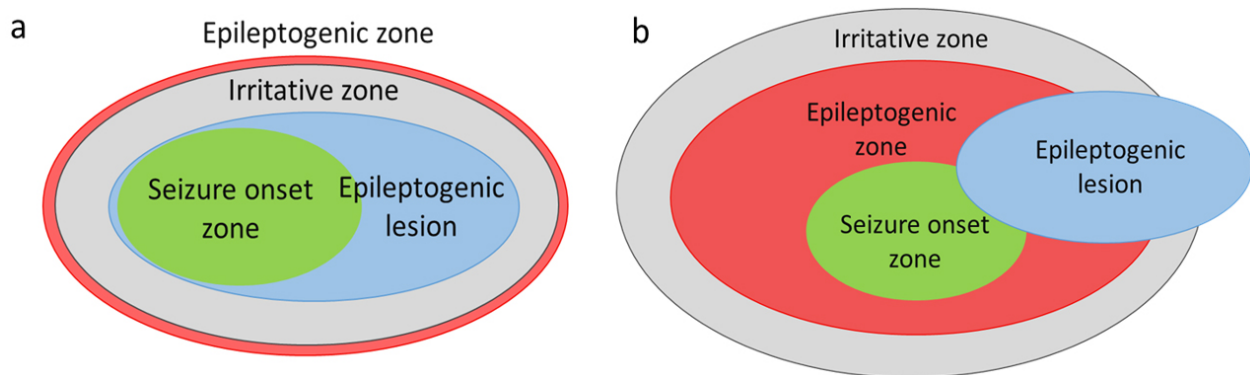 a
Epileptogenic zone
Irritative zone
Seizure onset
zone
Epileptogenic
lesion
b
Irritative zone
Epileptogenic
zone
Epileptogenic
lesion
Seizure onset
zone